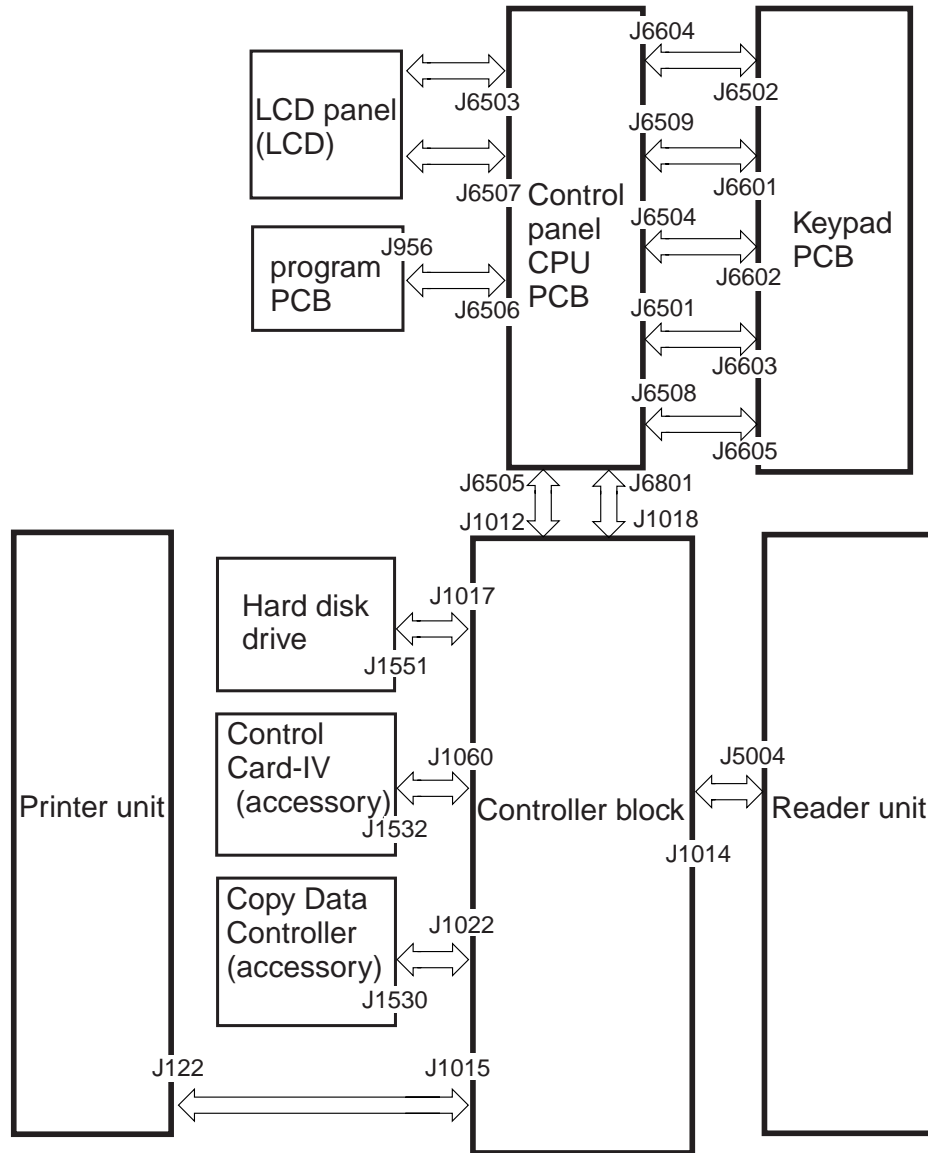 J6604
J6502
LCD panel
(LCD)
J6503
J6509
J6601
J6507
Control
panel
CPU
PCB
J6504
Keypad
PCB
J956
program
PCB
J6602
J6506
J6501
J6603
J6508
J6605
J6505
J6801
J1012
J1018
Hard disk
drive
J1017
J1551
Control
Card-IV
(accessory)
J1060
J1532
J5004
Printer unit
Controller block
Reader unit
J1014
Copy Data
Controller
(accessory)
J1022
J1530
J122
J1015